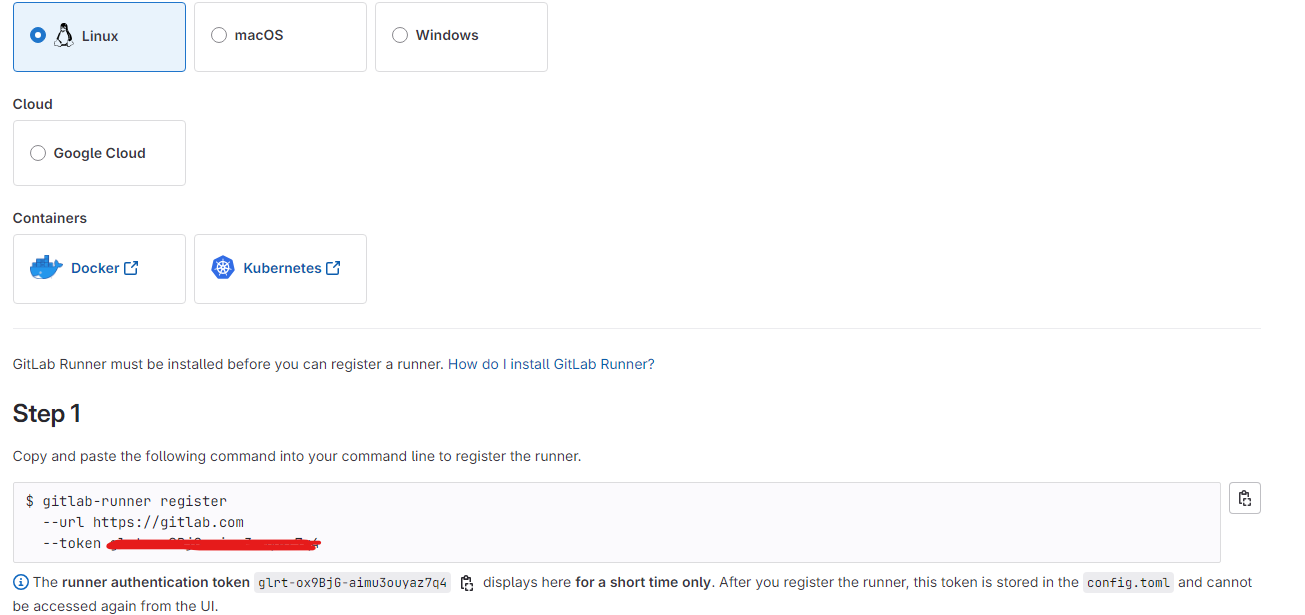 Linux
macOS
Windows
Cloud
Google Cloud
Containers
Docker
Kubernetes
GitLab Runner must be installed before you can register a runner. How do I install GitLab Runner?
Step 1
Copy and paste the following command into your command line to register the runner.
$ gitlab-runner register
--url https://gitlab.com
--token
The runner authentication token glrt-ox9BjG-aimu3ouyaz7q4 displays here for a short time only. After you register the runner, this token is stored in the config.toml and cannot
be accessed again from the UI.